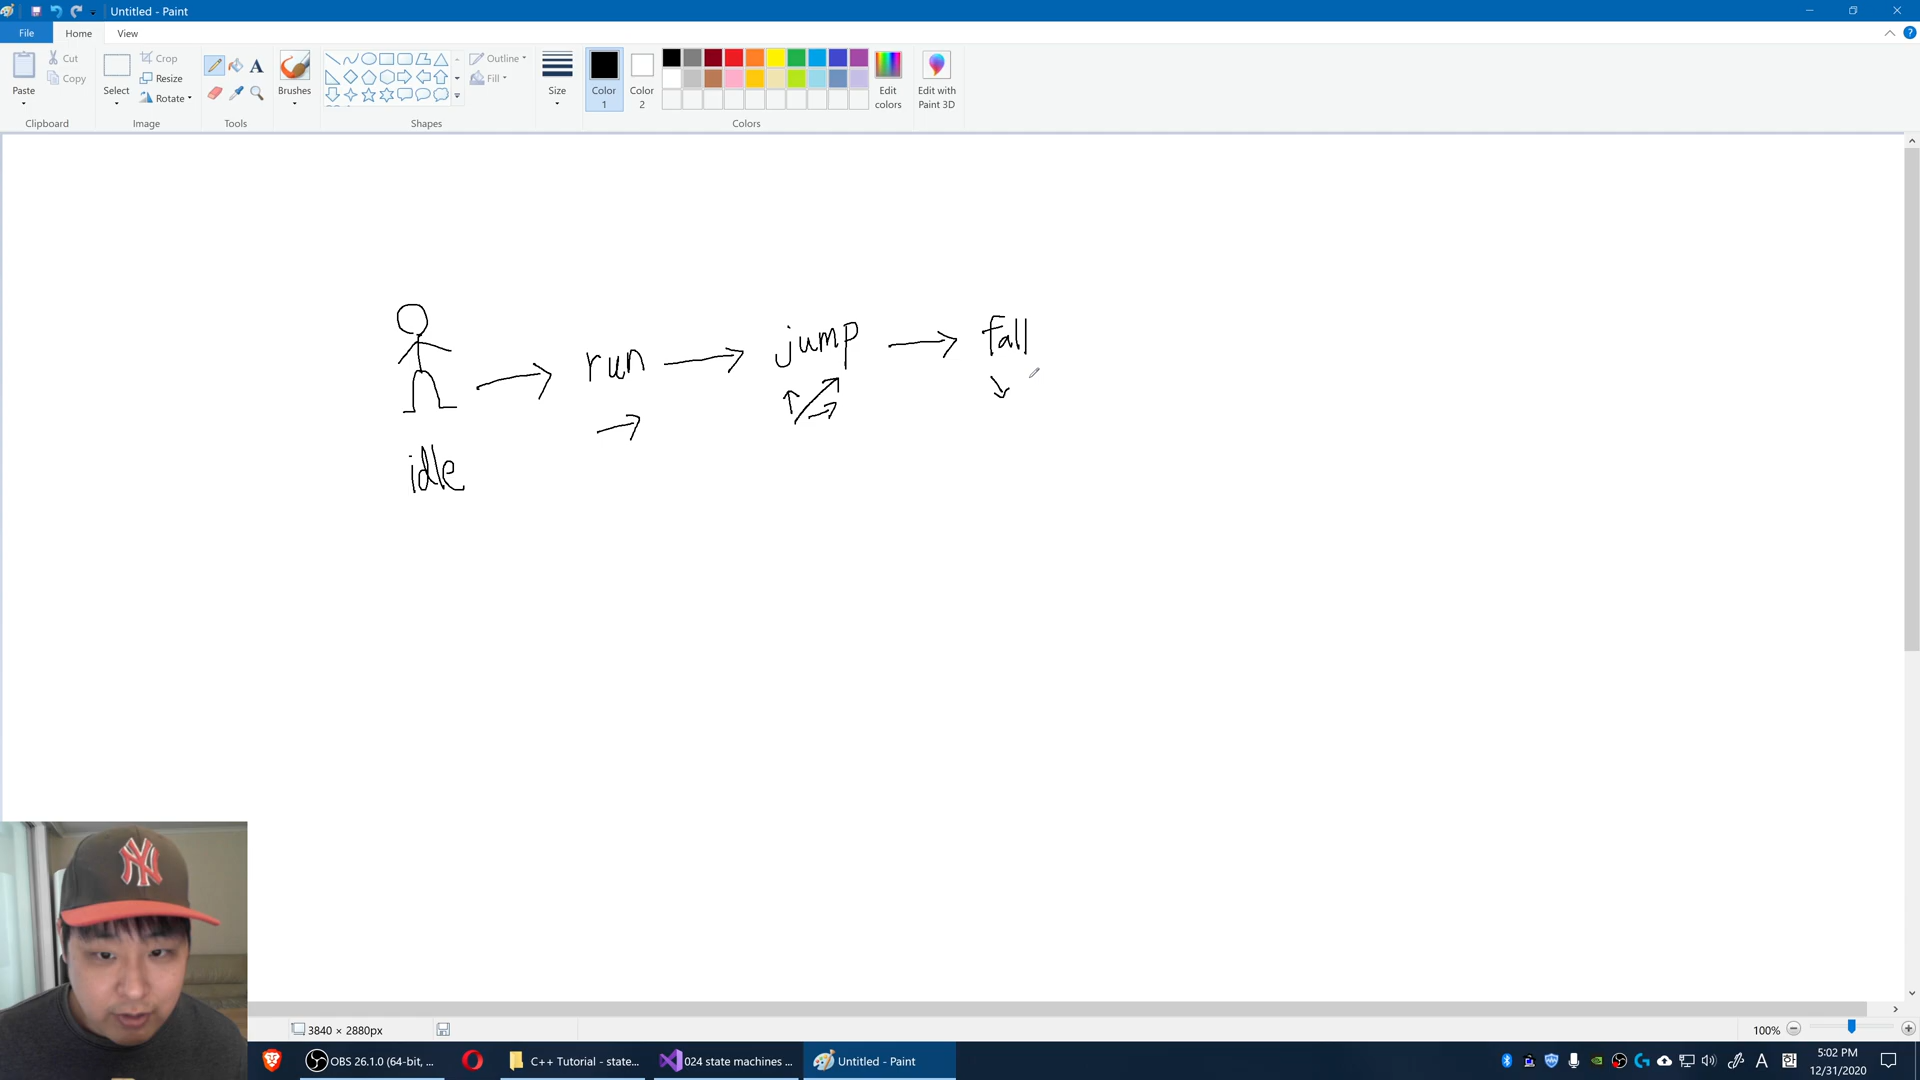 Untitled - Paint
File Home View
Paste
Cut
Copy
Clipboard
Select
Crop
Resize
Rotate
Image
Tools
Brushes
Outline
Fill
Shapes
Size
Color 1
Color 2
Edit colors
Edit with Paint 3D
Colors
run
jump
fall
idle
NY
3840 × 2880px
100%
OBS 26.1.0 (64-bit, ...
C++ Tutorial - state...
024 state machines ...
Untitled - Paint
A
한
5:02 PM
12/31/2020